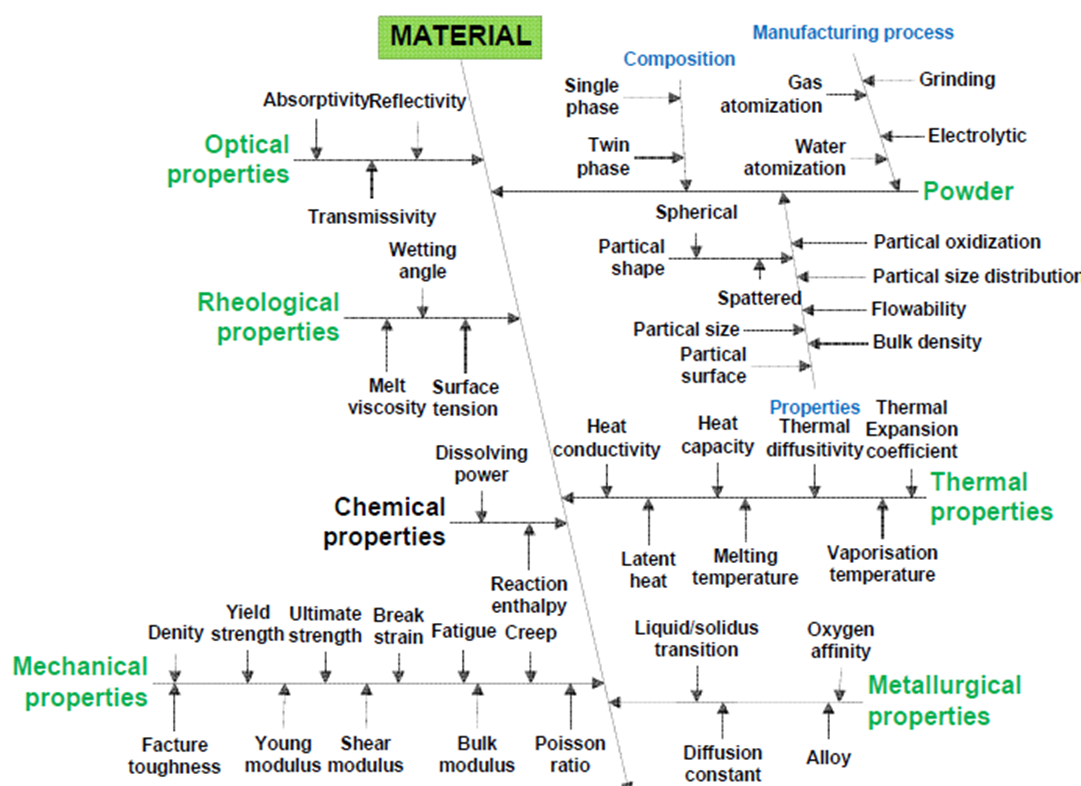 MATERIAL
Manufacturing process
Composition
Single
phase
Gas
atomization
Grinding
Absorptivity
Reflectivity
Optical
properties
Twin
phase
Water
atomization
Electrolytic
Transmissivity
Powder
Spherical
Wetting
angle
Partical
shape
Partical oxidization
Partical size distribution
Spattered
Rheological
properties
Flowability
Partical size
Bulk density
Partical
surface
Melt
viscosity
Surface
tension
Properties
Heat
conductivity
Heat
capacity
Thermal
diffusitivity
Thermal
Expansion
coefficient
Dissolving
power
Thermal
properties
Chemical
properties
Latent
heat
Melting
temperature
Vaporisation
temperature
Reaction
enthalpy
Denity
Yield
strength
Ultimate
strength
Break
strain
Fatigue
Creep
Liquid/solidus
transition
Oxygen
affinity
Mechanical
properties
Metallurgical
properties
Facture
toughness
Young
modulus
Shear
modulus
Bulk
modulus
Poisson
ratio
Diffusion
constant
Alloy